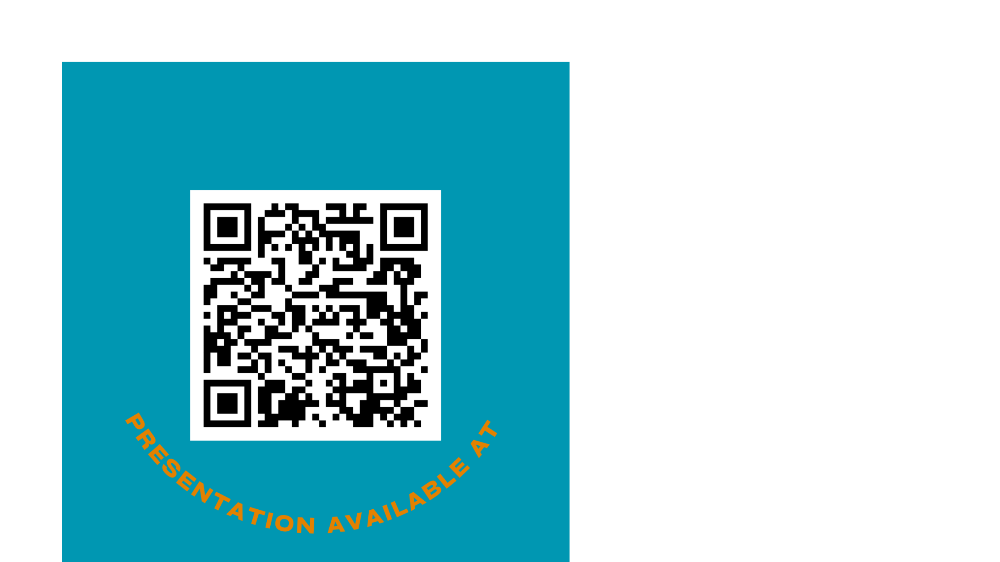 PRESENTATION AVAILABLE AT